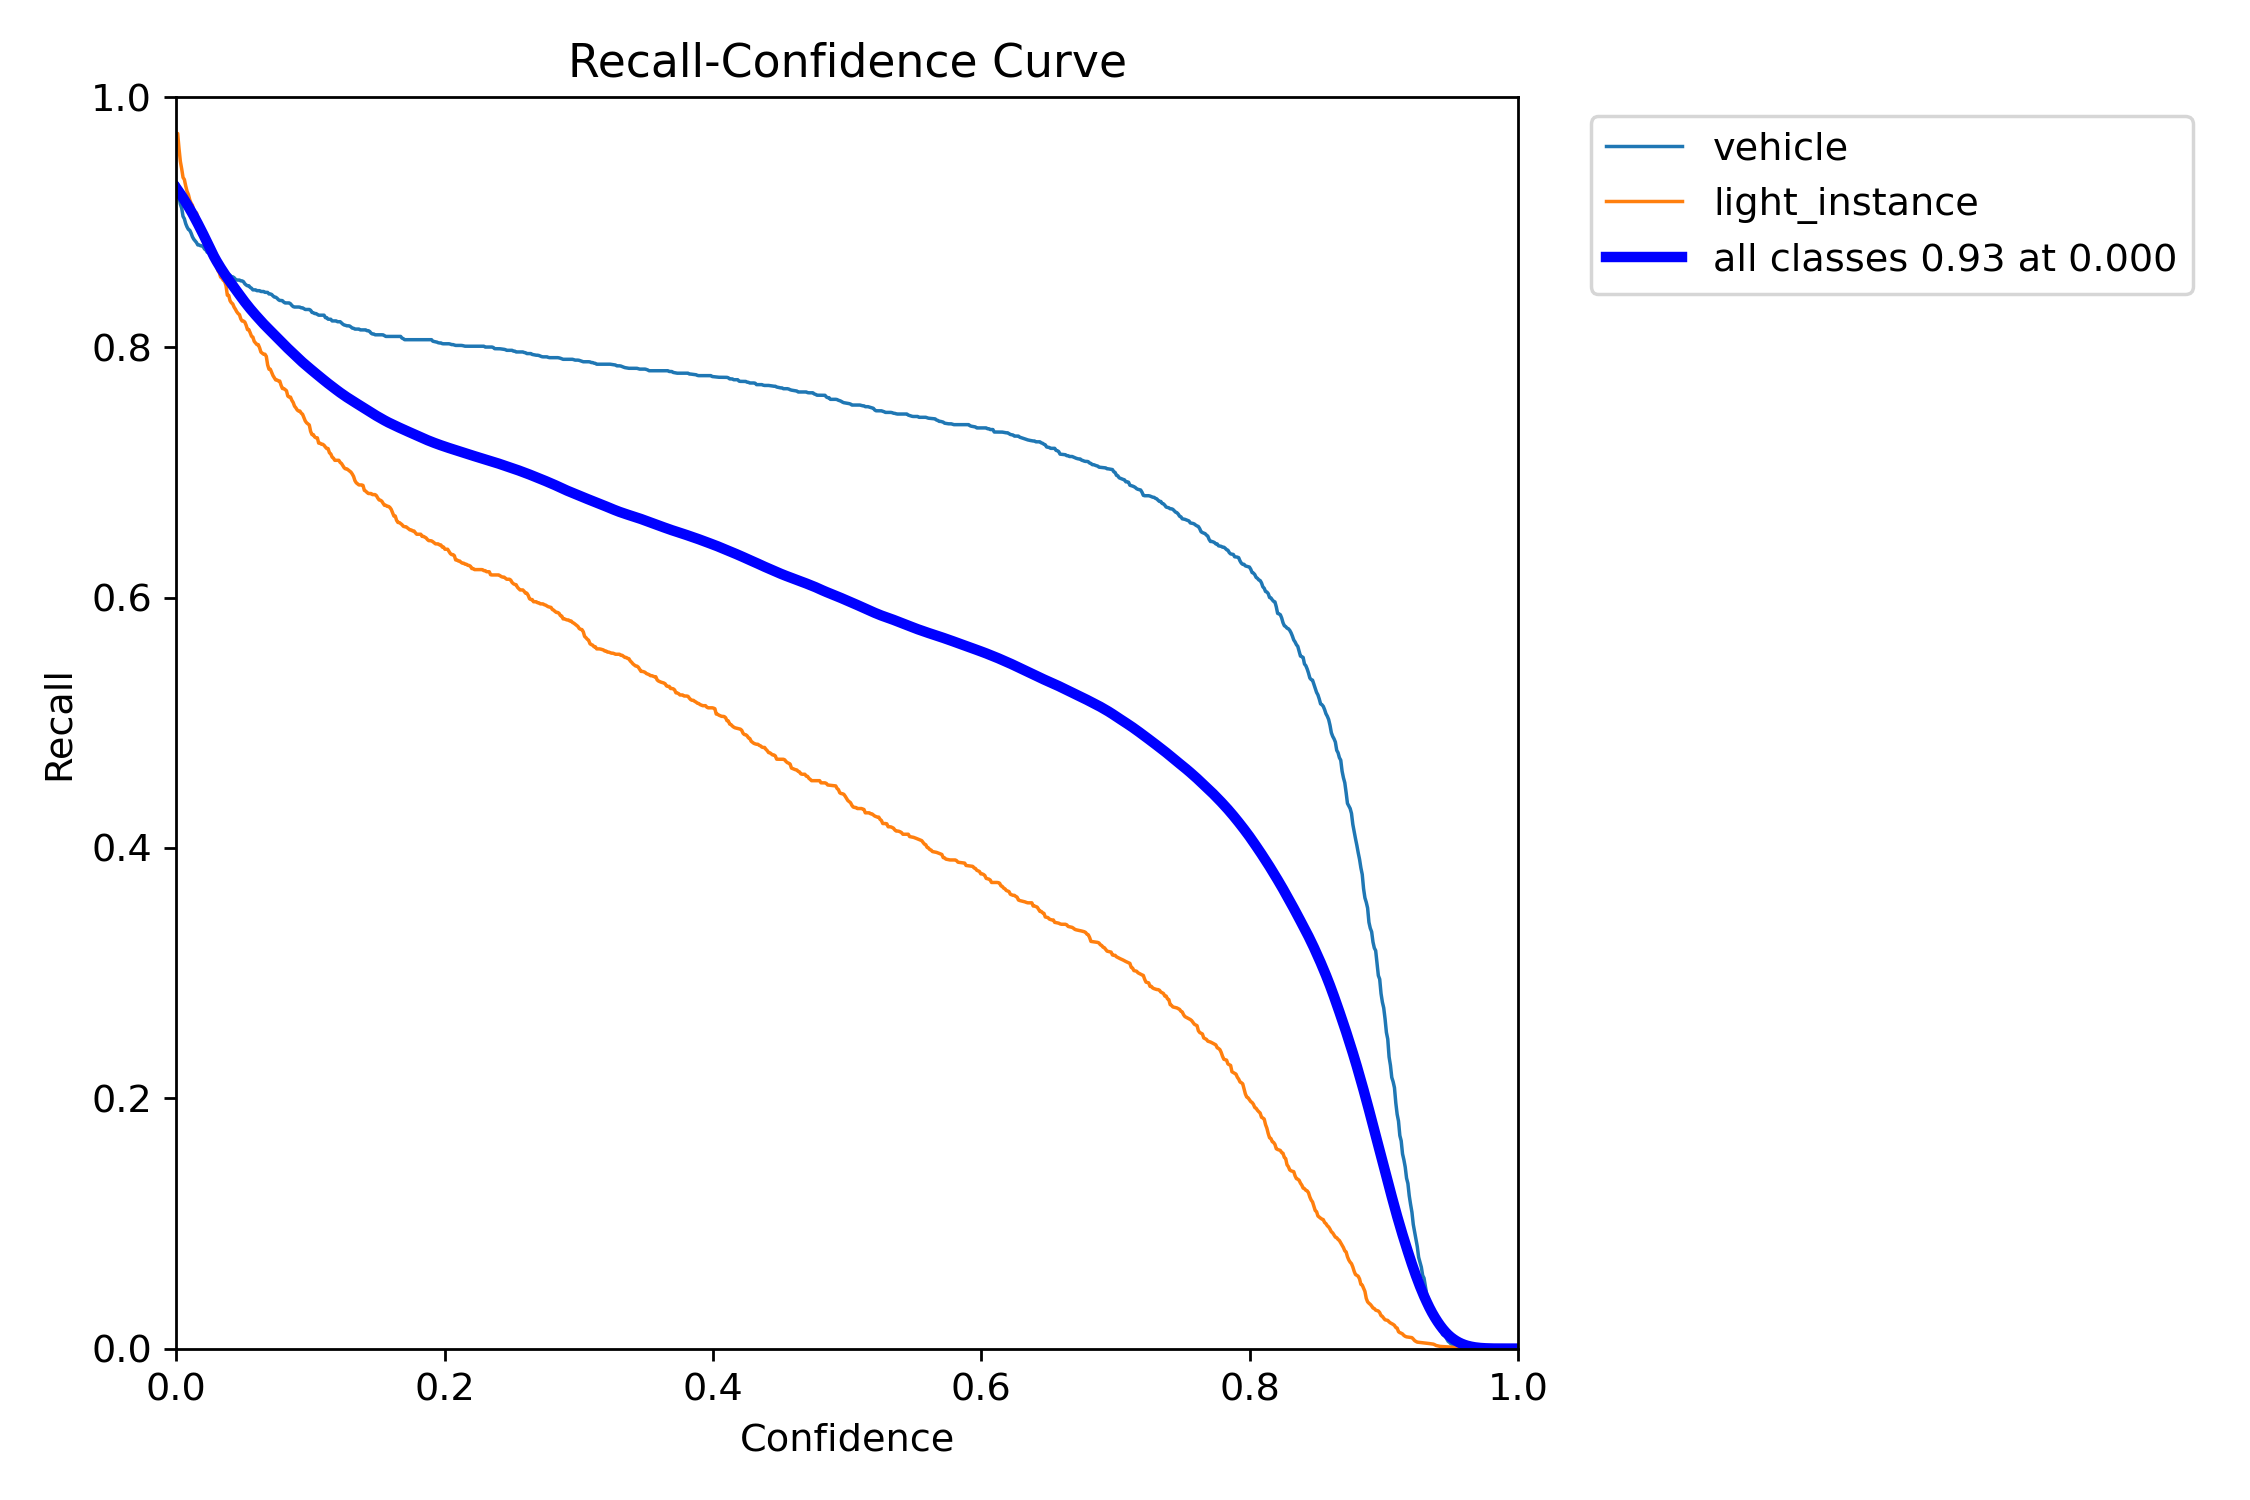 Recall-Confidence Curve
1.0
0.8
0.6
0.4
0.2
0.0
Recall
0.0 0.2 0.4 0.6 0.8 1.0
Confidence
vehicle
light_instance
all classes 0.93 at 0.000